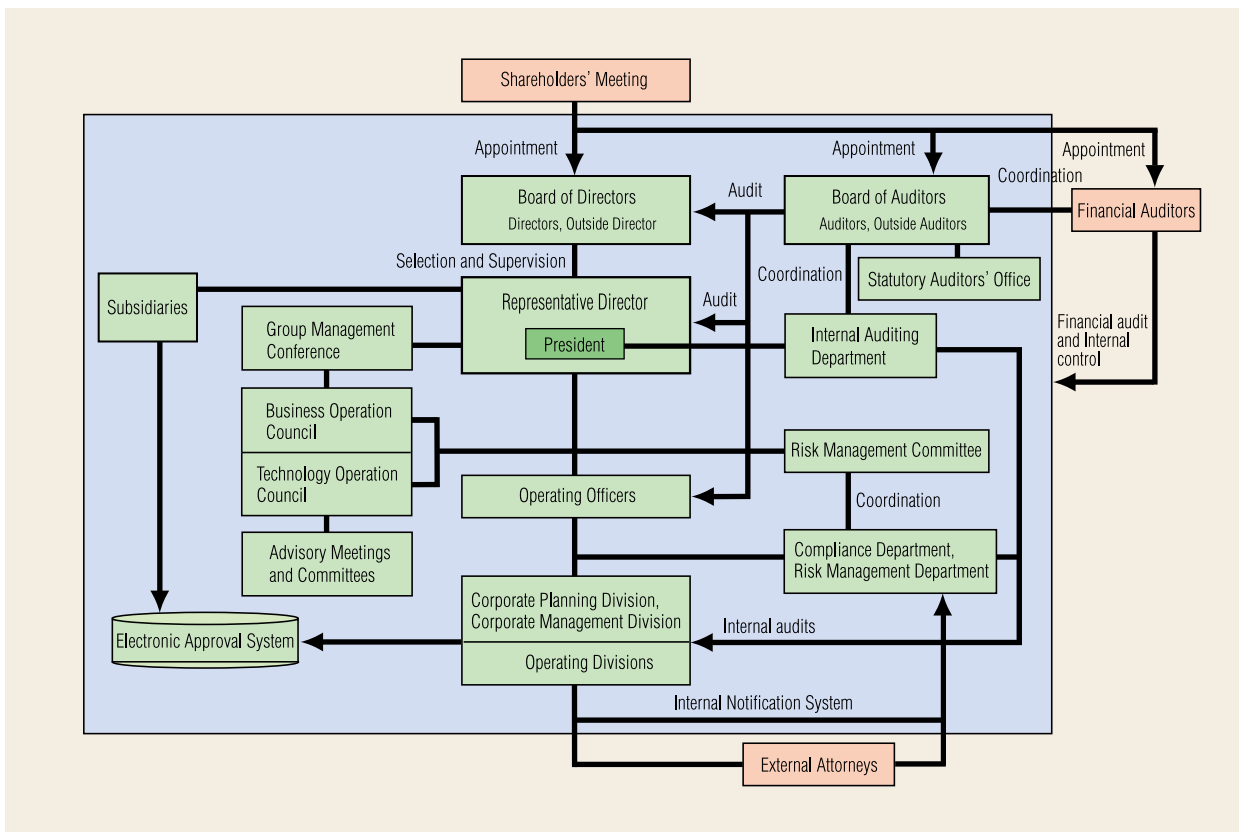 Shareholders' Meeting
Appointment
Appointment
Appointment
Coordination
Board of Directors
Directors, Outside Director
Audit
Board of Auditors
Auditors, Outside Auditors
Financial Auditors
Selection and Supervision
Coordination
Statutory Auditors' Office
Subsidiaries
Representative Director
Audit
President
Group Management
Conference
Internal Auditing
Department
Financial audit
and Internal
control
Business Operation
Council
Technology Operation
Council
Risk Management Committee
Operating Officers
Coordination
Advisory Meetings
and Committees
Compliance Department,
Risk Management Department
Corporate Planning Division,
Corporate Management Division
Internal audits
Electronic Approval System
Operating Divisions
Internal Notification System
External Attorneys